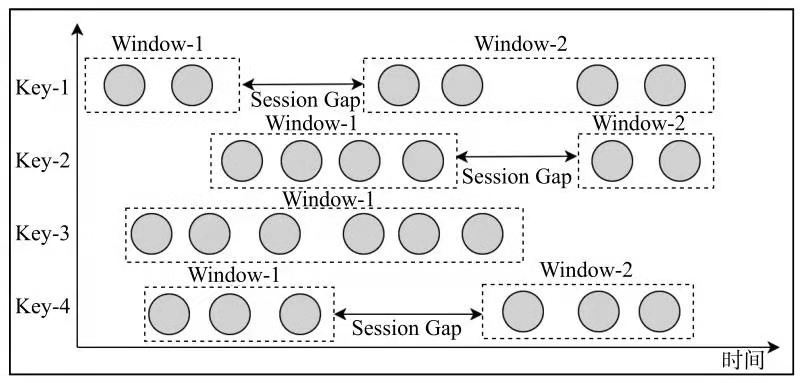 Window-1
Window-2
Key-1
Session Gap
Window-1
Window-2
Key-2
Session Gap
Window-1
Key-3
Window-1
Window-2
Key-4
Session Gap
时间